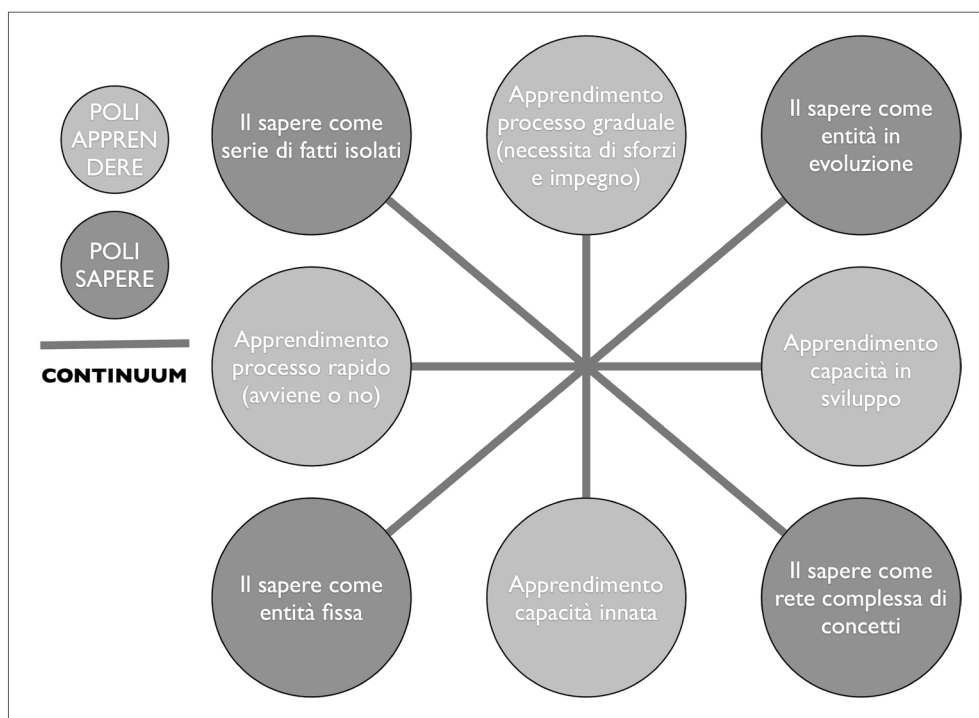 POLI
APPREN
DERE
POLI
SAPERE
CONTINUUM
Il sapere come
serie di fatti isolati
Apprendimento
processo graduale
(necessita di sforzi
e impegno)
Il sapere come
entità in
evoluzione
Apprendimento
processo rapido
(avviene o no)
Apprendimento
capacità in
sviluppo
Il sapere come
entità fissa
Apprendimento
capacità innata
Il sapere come
rete complessa di
concetti